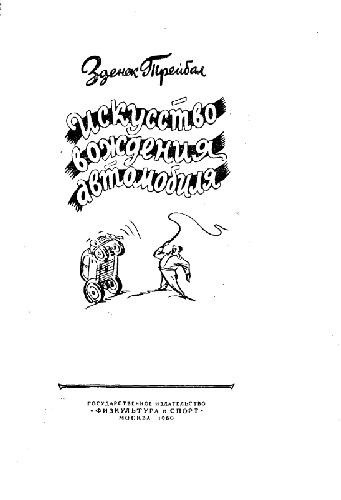 Зденек Трейбал
искусство
вождения
автомобиля
ГОСУДАРСТВЕННОЕ ИЗДАТЕЛЬСТВО
«ФИЗКУЛЬТУРА и СПОРТ»
МОСКВА 1960